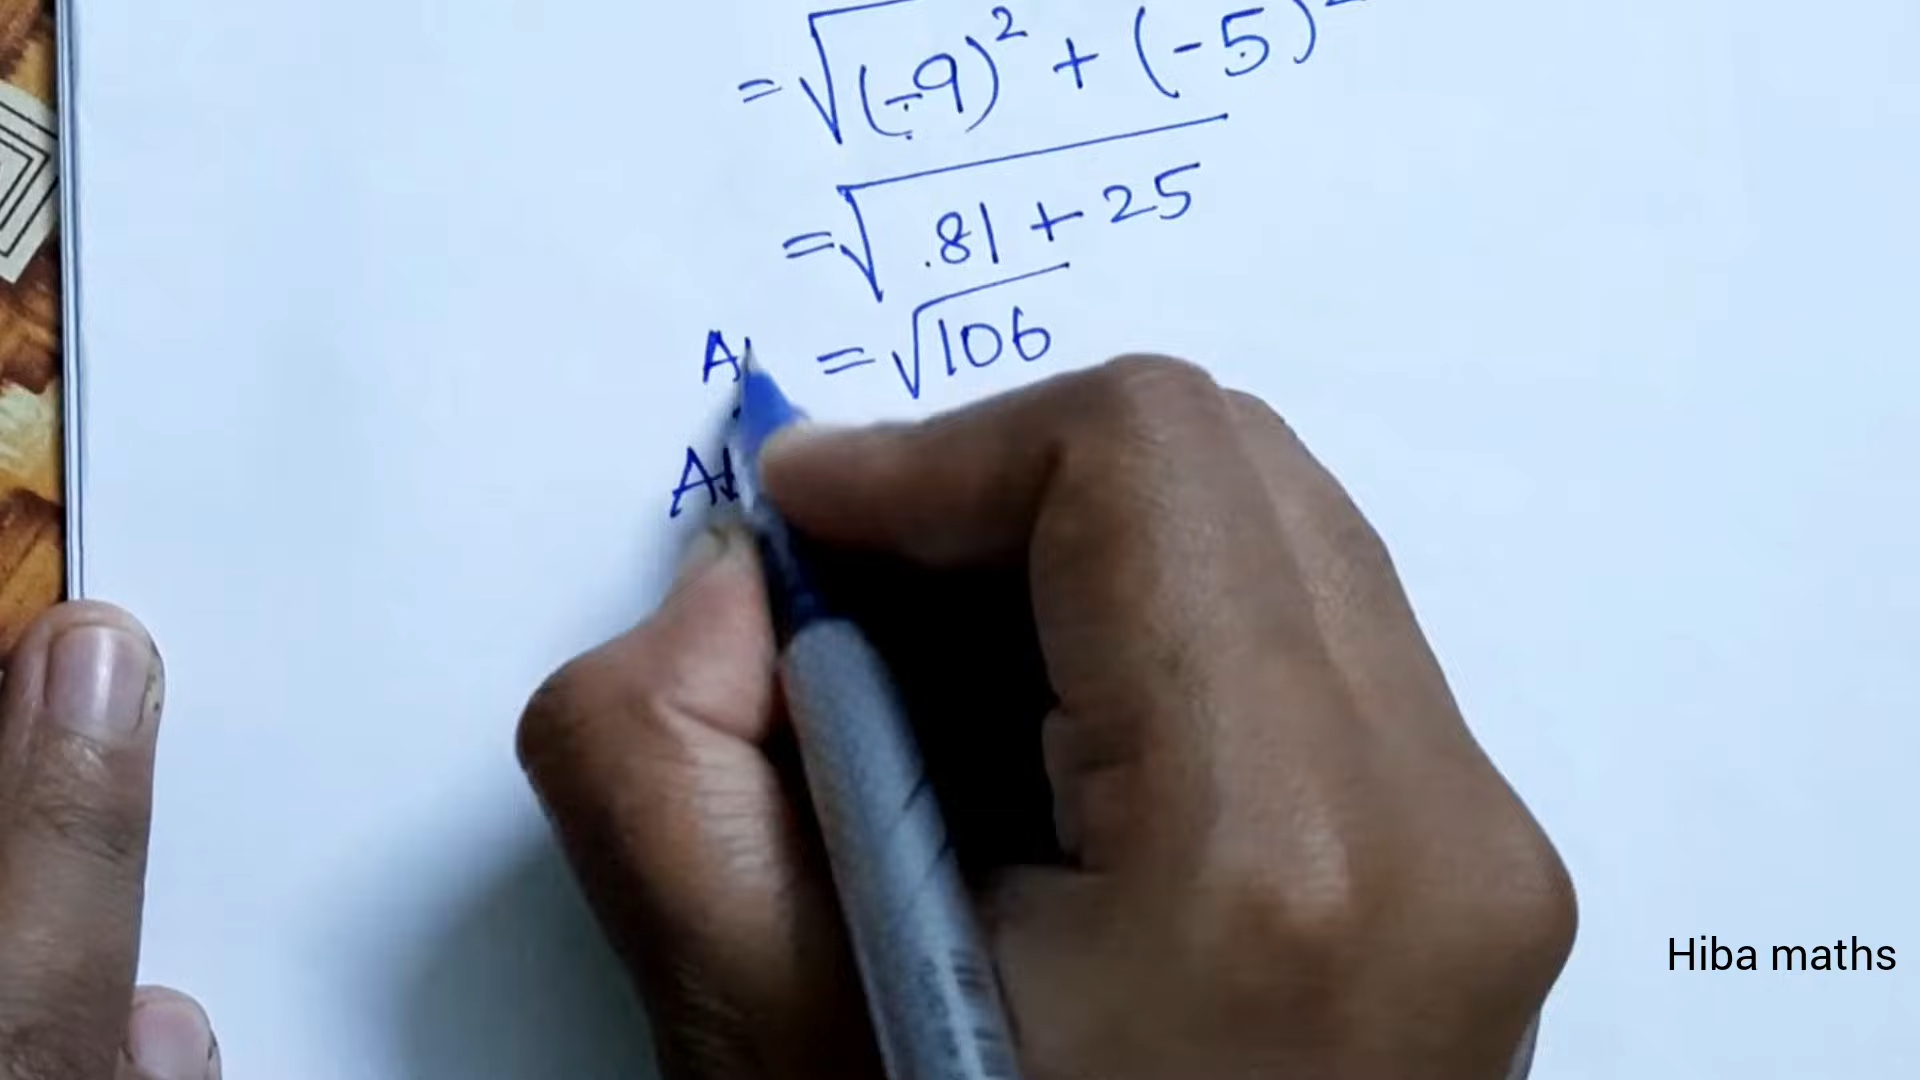 = √(-9)² + (-5)²
= √.81 + 25
= √106
Hiba maths